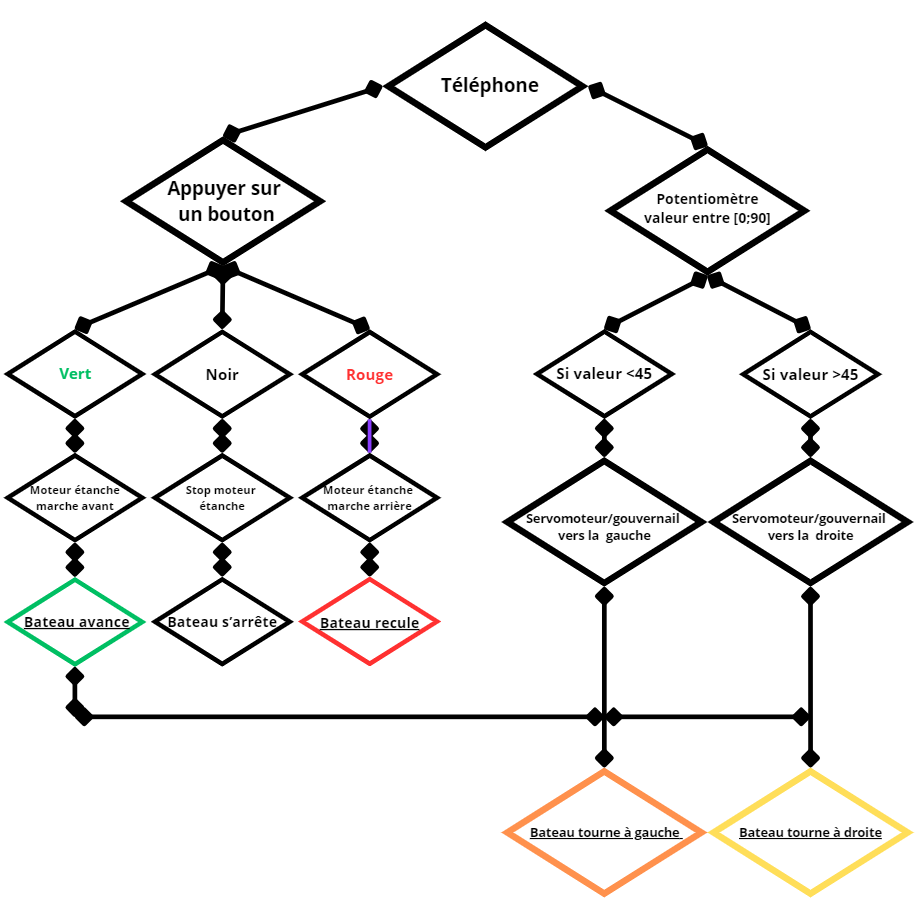 Téléphone
Appuyer sur
un bouton
Potentiomètre
valeur entre [0;90]
Vert
Noir
Rouge
Si valeur <45
Si valeur >45
Moteur étanche
marche avant
Stop moteur
étanche
Moteur étanche
marche arrière
Servomoteur/gouvernail
vers la gauche
Servomoteur/gouvernail
vers la droite
Bateau avance
Bateau s’arrête
Bateau recule
Bateau tourne à gauche
Bateau tourne à droite